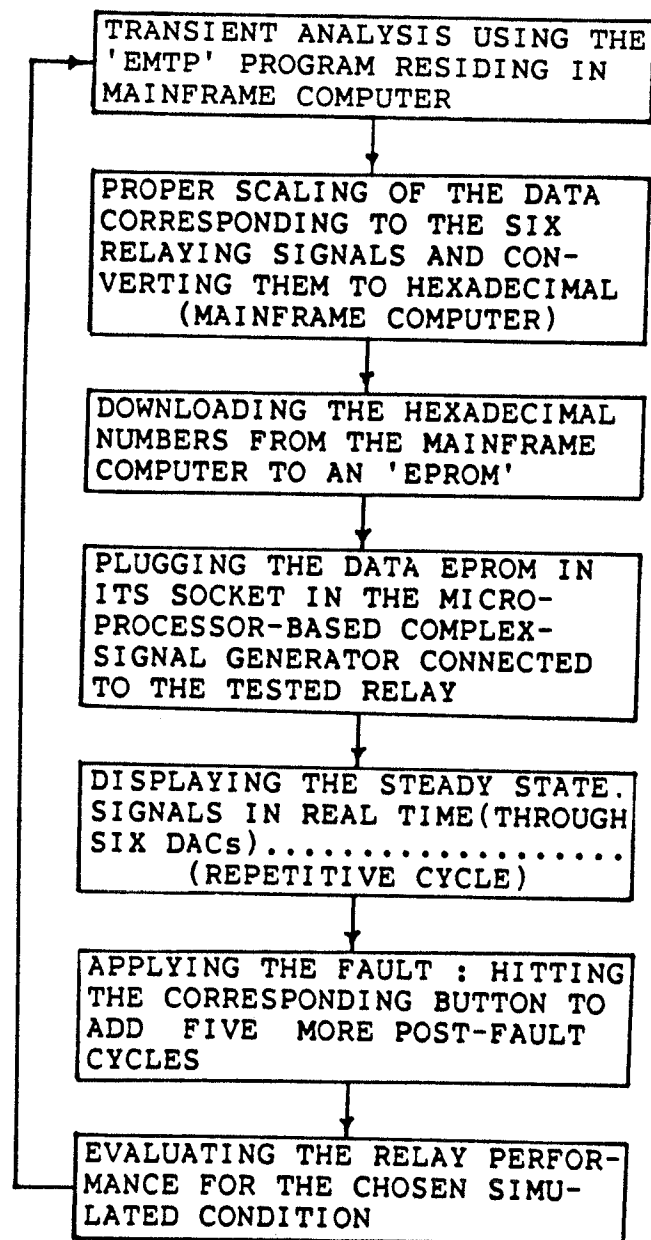 TRANSIENT ANALYSIS USING THE
'EMTP' PROGRAM RESIDING IN
MAINFRAME COMPUTER
PROPER SCALING OF THE DATA
CORRESPONDING TO THE SIX
RELAYING SIGNALS AND CON-
VERTING THEM TO HEXADECIMAL
(MAINFRAME COMPUTER)
DOWNLOADING THE HEXADECIMAL
NUMBERS FROM THE MAINFRAME
COMPUTER TO AN 'EPROM'
PLUGGING THE DATA EPROM IN
ITS SOCKET IN THE MICRO-
PROCESSOR-BASED COMPLEX-
SIGNAL GENERATOR CONNECTED
TO THE TESTED RELAY
DISPLAYING THE STEADY STATE.
SIGNALS IN REAL TIME(THROUGH
SIX DACs)....................
(REPETITIVE CYCLE)
APPLYING THE FAULT : HITTING
THE CORRESPONDING BUTTON TO
ADD FIVE MORE POST-FAULT
CYCLES
EVALUATING THE RELAY PERFOR-
MANCE FOR THE CHOSEN SIMU-
LATED CONDITION